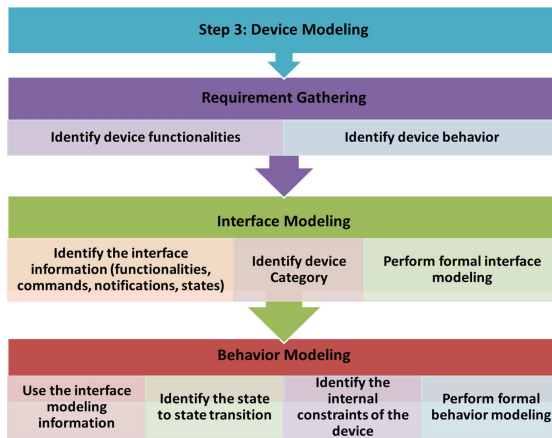 Step 3: Device Modeling
Requirement Gathering
Identify device functionalities
Identify device behavior
Interface Modeling
Identify the interface
information (functionalities,
commands, notifications, states)
Identify device
Category
Perform formal interface
modeling
Behavior Modeling
Use the interface
modeling
information
Identify the state
to state transition
Identify the
internal
constraints of the
device
Perform formal
behavior modeling